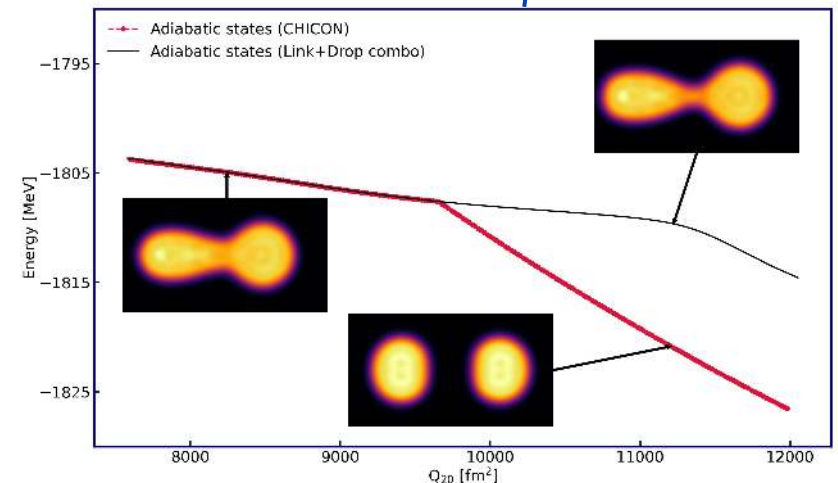 Adiabatic states (CHICON)
Adiabatic states (Link+Drop combo)
−1795
−1805
−1815
−1825
Energy [MeV]
8000 9000 10000 11000 12000
Q₂₀ [fm²]